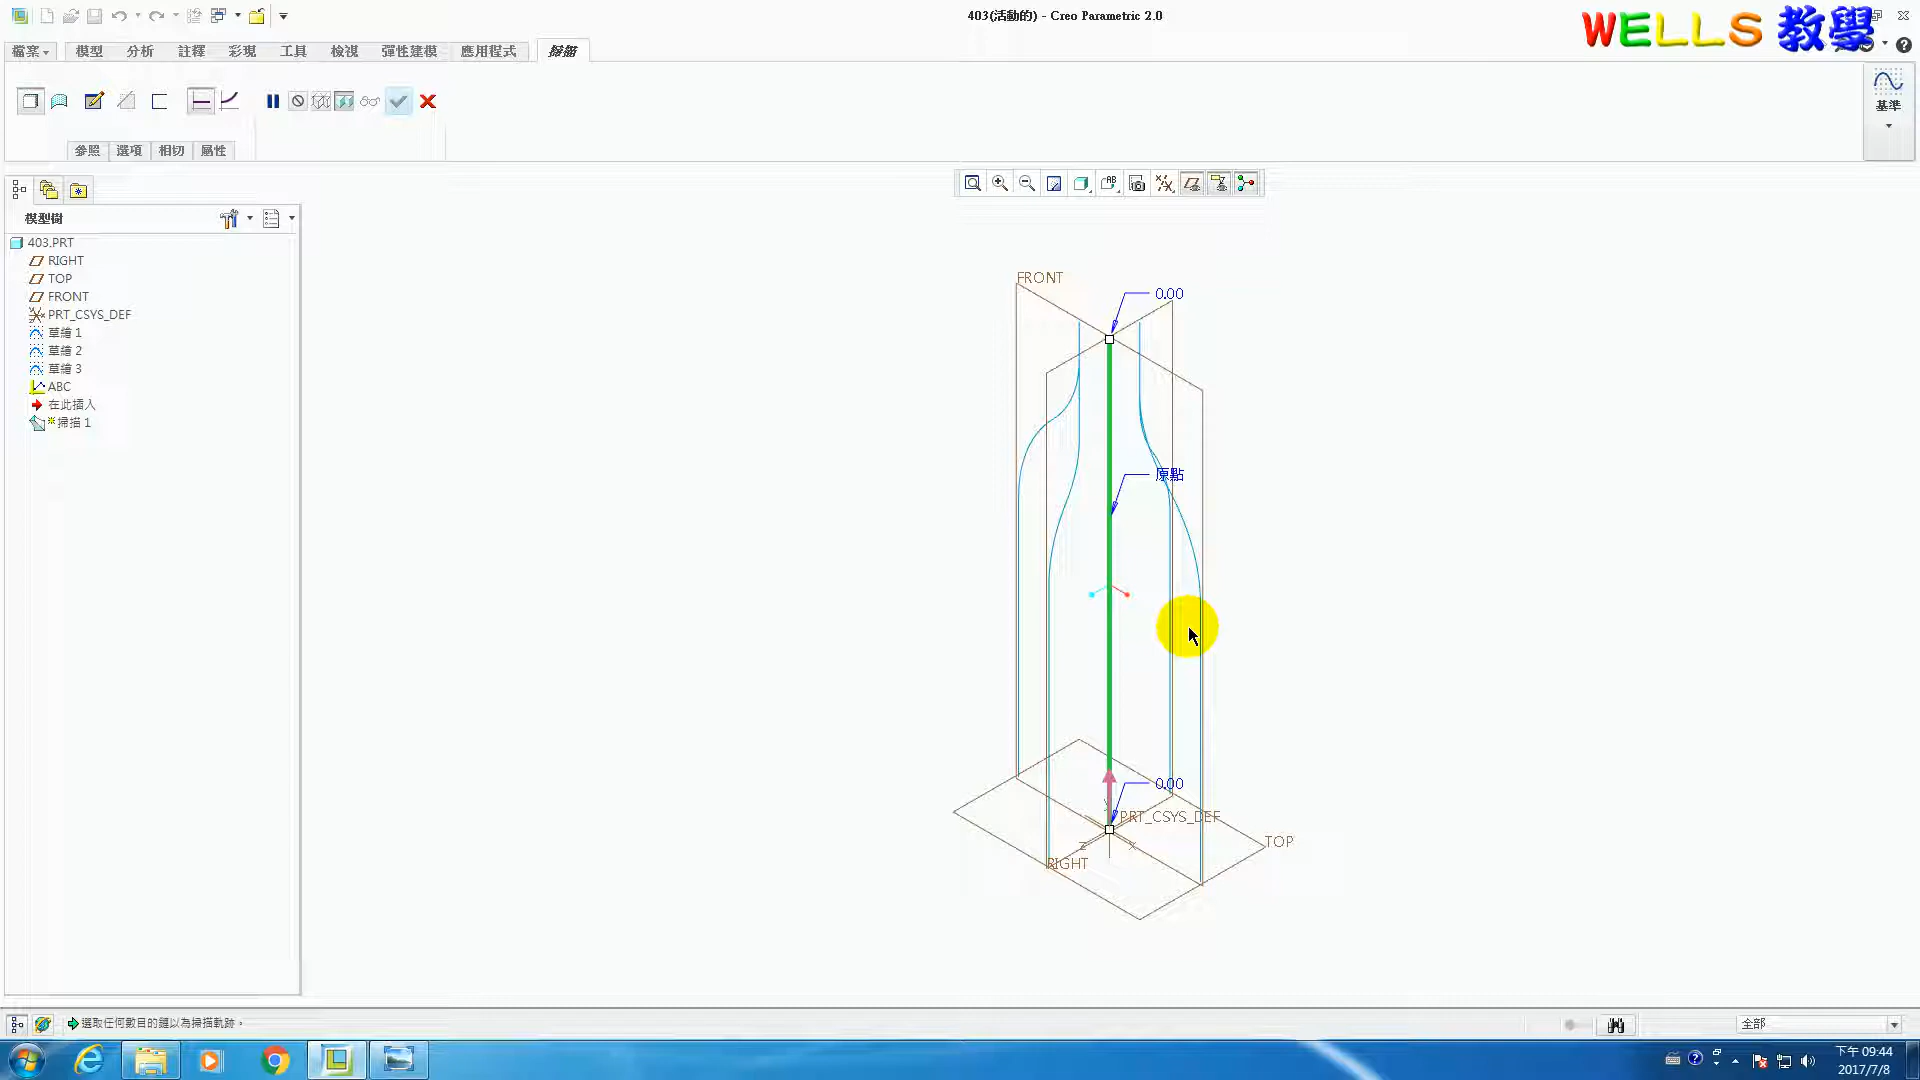 403(活動的) - Creo Parametric 2.0
WELLS 教學
檔案 模型 分析 註釋 彩現 工具 檢視 彈性建模 應用程式 掃描
基準
參照 選項 相切 屬性
模型樹
403.PRT
RIGHT
TOP
FRONT
PRT_CSYS_DEF
草繪 1
草繪 2
草繪 3
ABC
在此插入
掃描 1
FRONT
0.00
原點
0.00
PRT_CSYS_DEF
Z
X
TOP
RIGHT
選取任何數目的鏈以為掃描軌跡。
全部
下午 09:44
2017/7/8